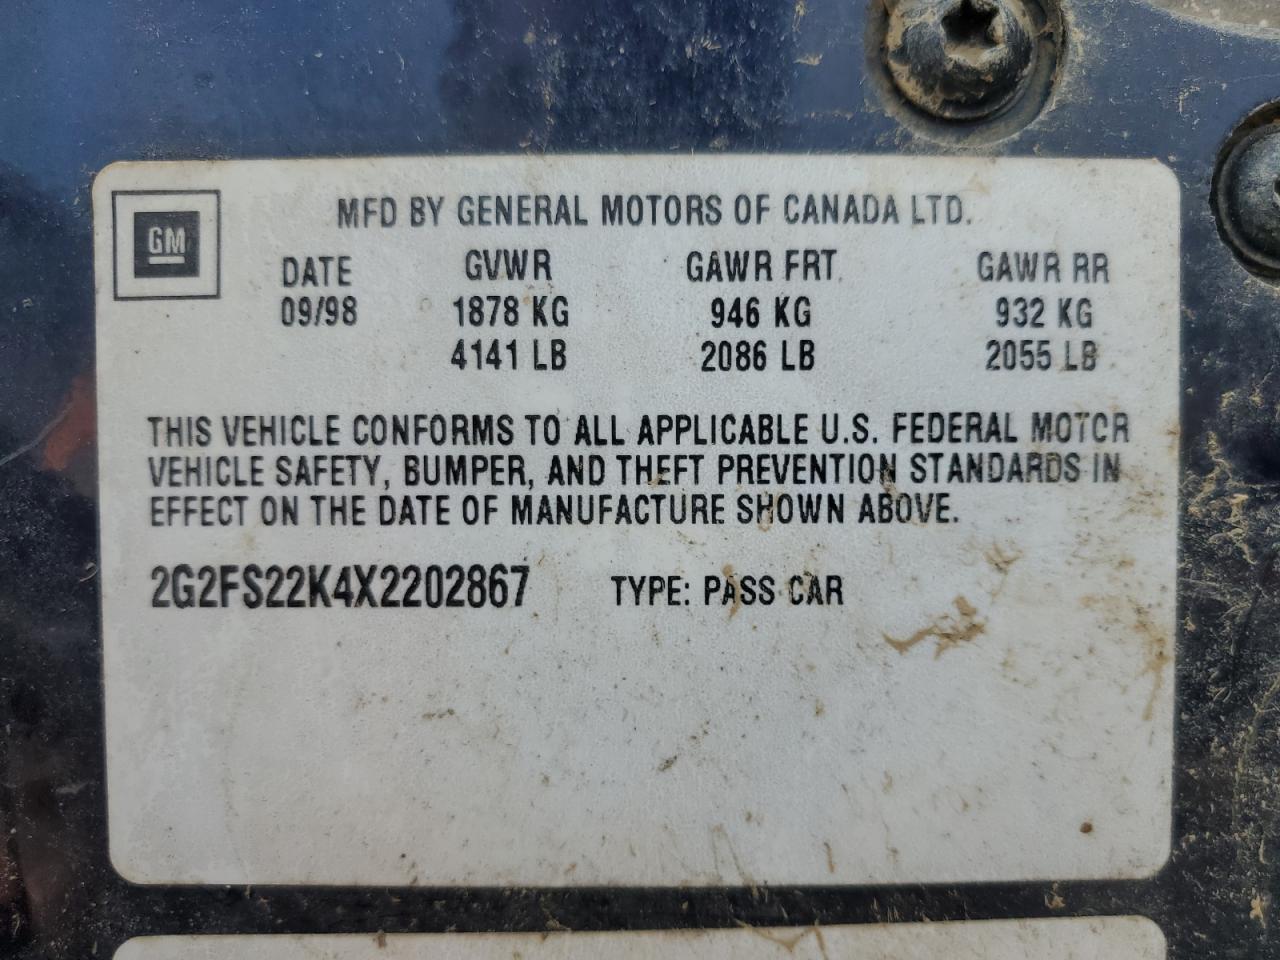 GM
MFD BY GENERAL MOTORS OF CANADA LTD.
DATE GVWR GAWR FRT GAWR RR
09/98 1878 KG 946 KG 932 KG
4141 LB 2086 LB 2055 LB
THIS VEHICLE CONFORMS TO ALL APPLICABLE U.S. FEDERAL MOTOR
VEHICLE SAFETY, BUMPER, AND THEFT PREVENTION STANDARDS IN
EFFECT ON THE DATE OF MANUFACTURE SHOWN ABOVE.
2G2FS22K4X2202867 TYPE: PASS CAR